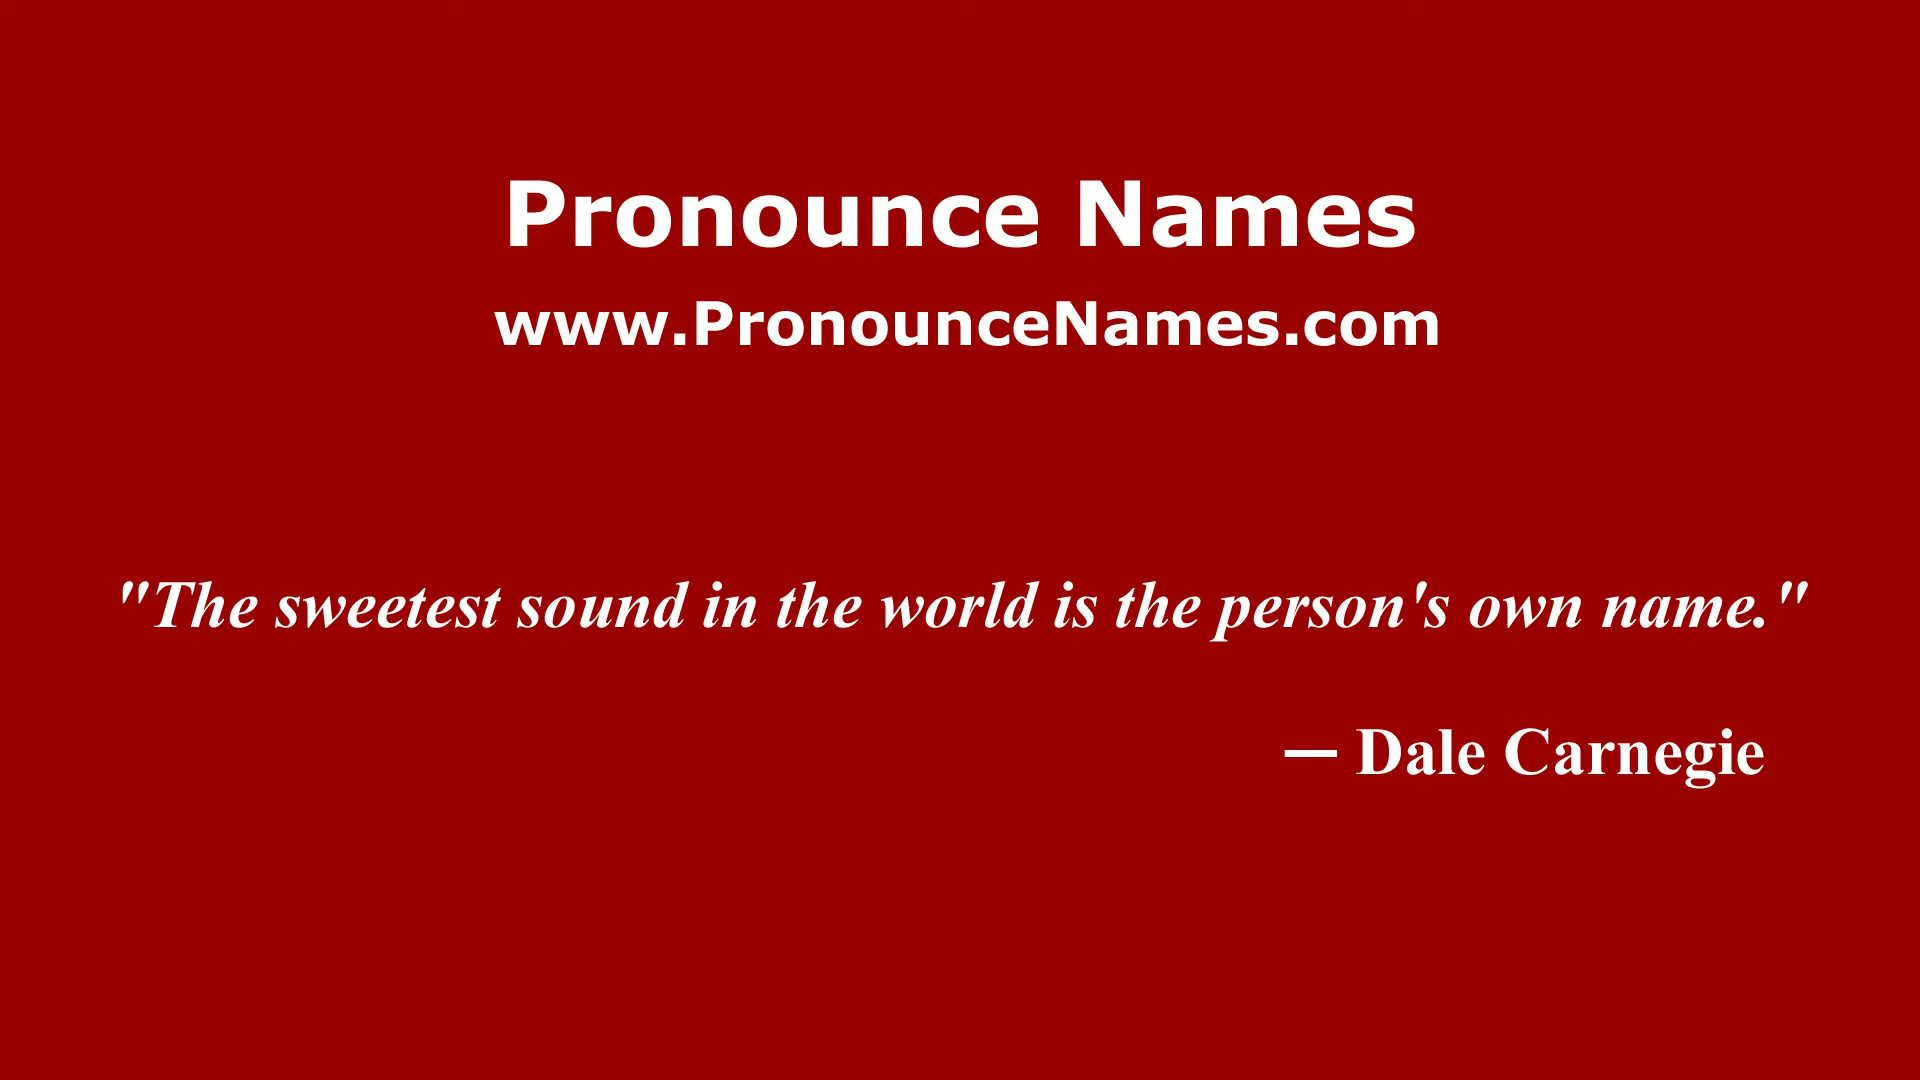 Pronounce Names
www.PronounceNames.com
"The sweetest sound in the world is the person's own name."
— Dale Carnegie